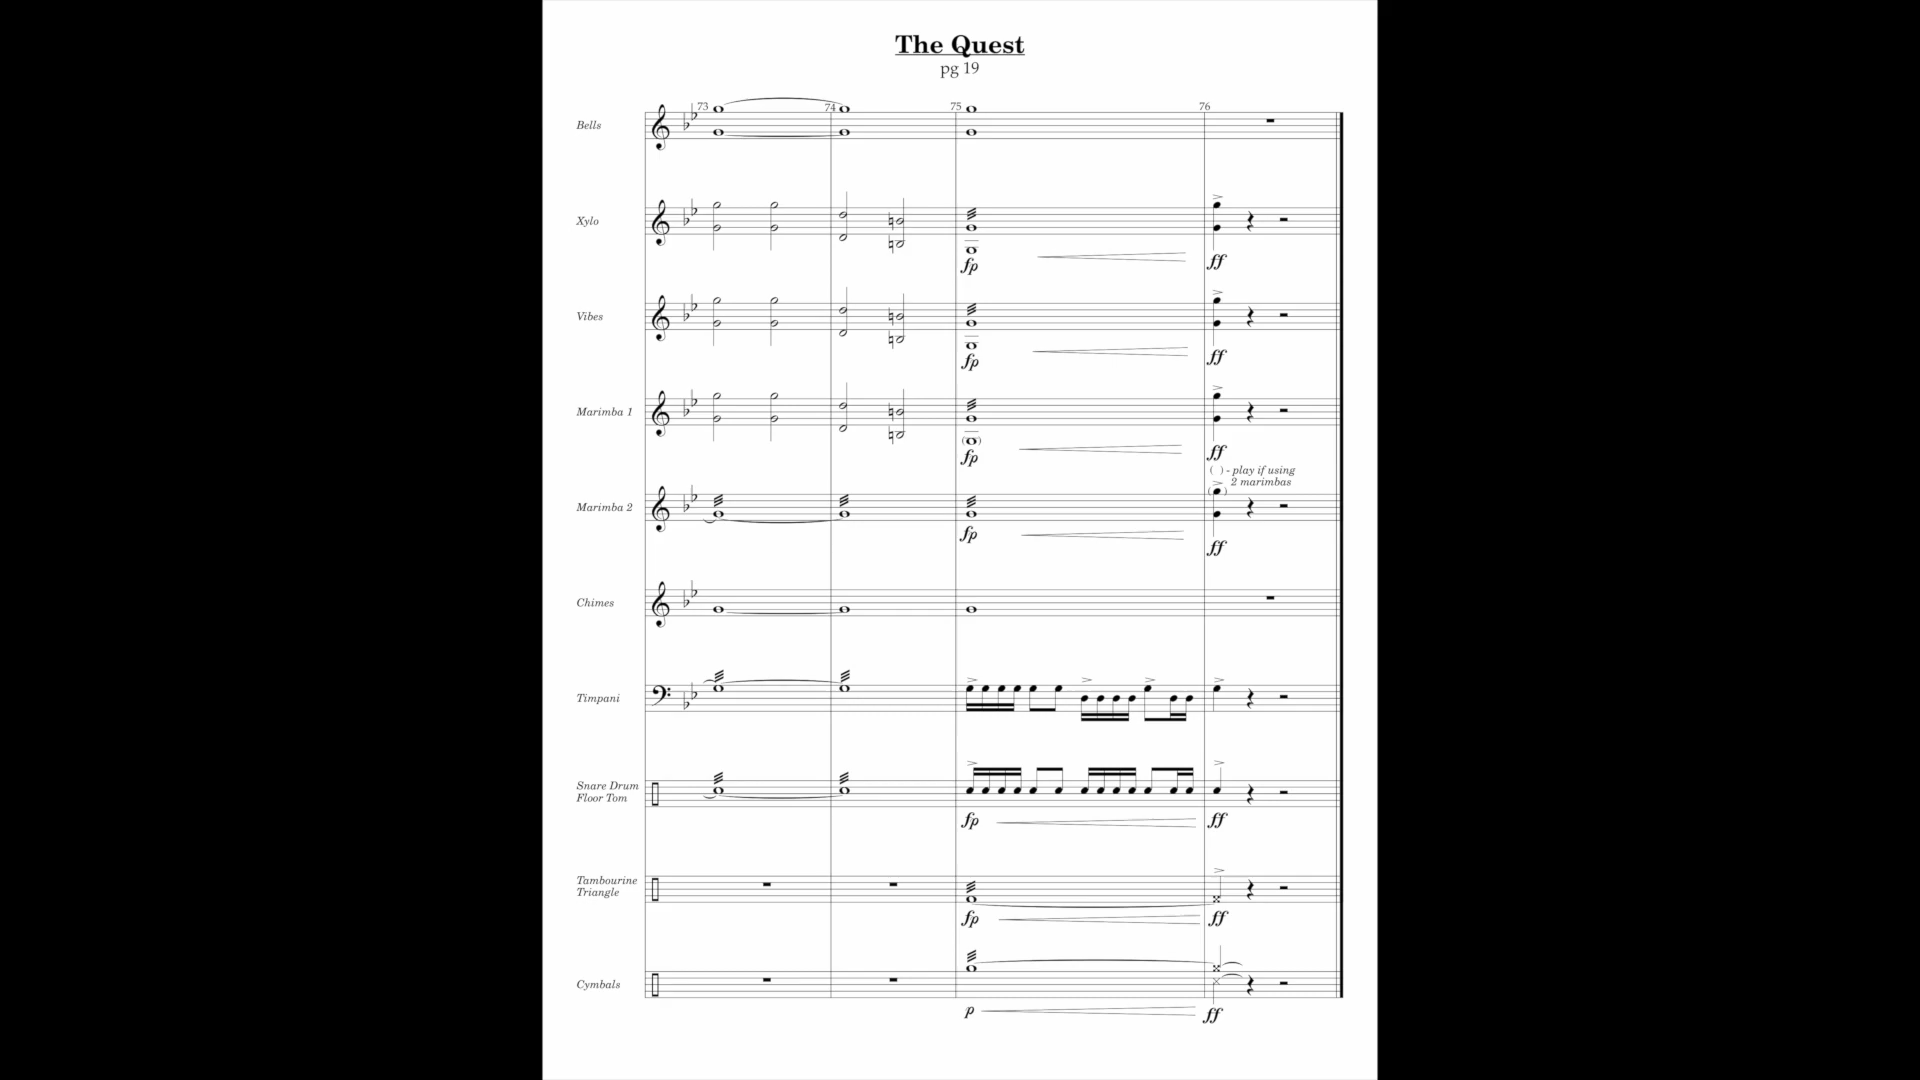 The Quest
pg 19
73 74 75 76
Bells
Xylo
fp ff
Vibes
fp ff
Marimba 1
fp ff
( ) - play if using
2 marimbas
Marimba 2
fp ff
Chimes
Timpani
Snare Drum
Floor Tom
fp ff
Tambourine
Triangle
fp ff
Cymbals
p ff